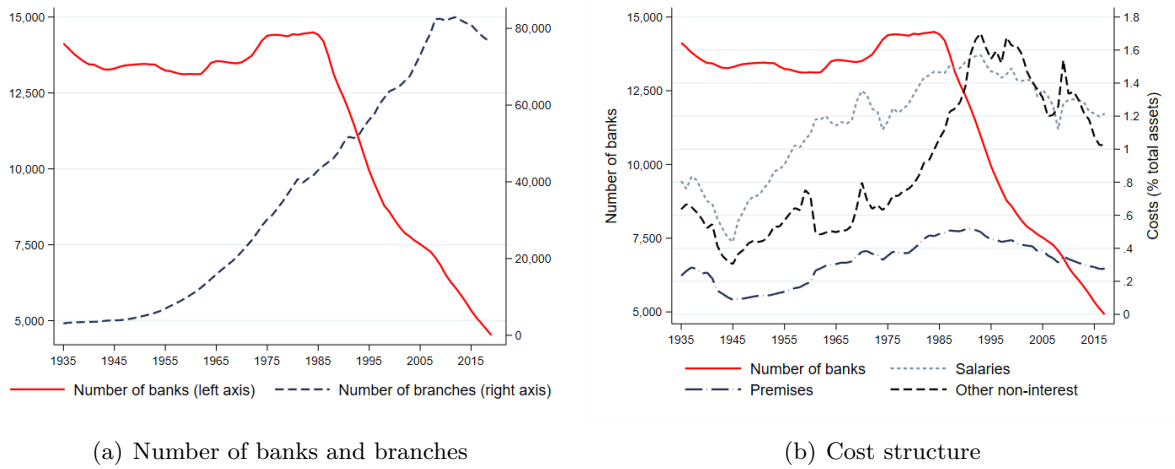 15,000
12,500
10,000
7,500
5,000
80,000
60,000
40,000
20,000
0
1935 1945 1955 1965 1975 1985 1995 2005 2015
Number of banks (left axis) Number of branches (right axis)
(a) Number of banks and branches
Number of banks
15,000
12,500
10,000
7,500
5,000
1.8
1.6
1.4
1.2
1
.8
.6
.4
.2
0
Costs (% total assets)
1935 1945 1955 1965 1975 1985 1995 2005 2015
Number of banks Salaries
Premises Other non-interest
(b) Cost structure